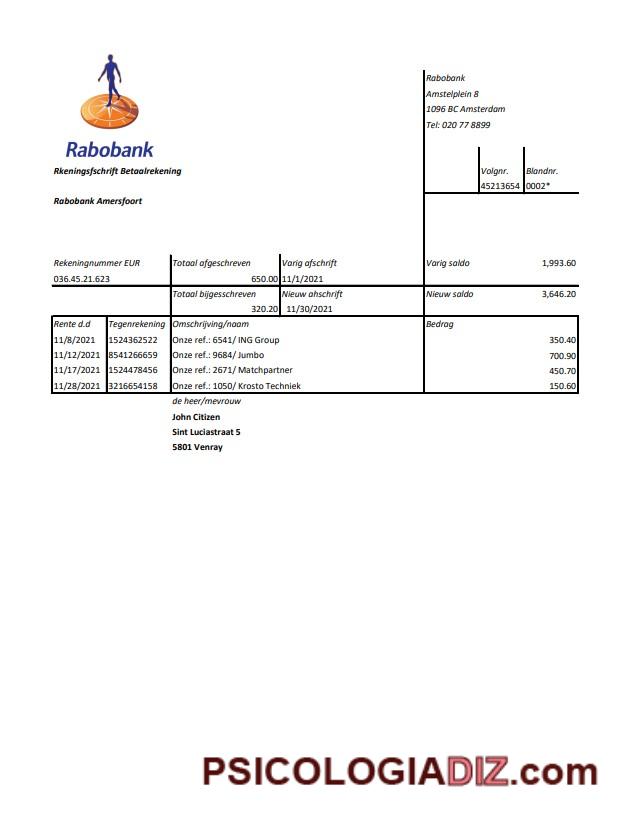 Rabobank
Amstelplein 8
1096 BC Amsterdam
Tel: 020 77 8899
Rabobank
Rkeningsfschrift Betaalrekening
Volgnr. Blandnr.
45213654 0002*
Rabobank Amersfoort
Rekeningnummer EUR Totaal afgeschreven Varig afschrift Varig saldo 1,993.60
036.45.21.623 650.00 11/1/2021
Totaal bijgesschreven Nieuw ahschrift Nieuw saldo 3,646.20
320.20 11/30/2021
Rente d.d Tegenrekening Omschrijving/naam Bedrag
11/8/2021 1524362522 Onze ref.: 6541/ ING Group 350.40
11/12/2021 8541266659 Onze ref.: 9684/ Jumbo 700.90
11/17/2021 1524478456 Onze ref.: 2671/ Matchpartner 450.70
11/28/2021 3216654158 Onze ref.: 1050/ Krosto Techniek 150.60
de heer/mevrouw
John Citizen
Sint Luciastraat 5
5801 Venray
PSICOLOGIADIZ.com